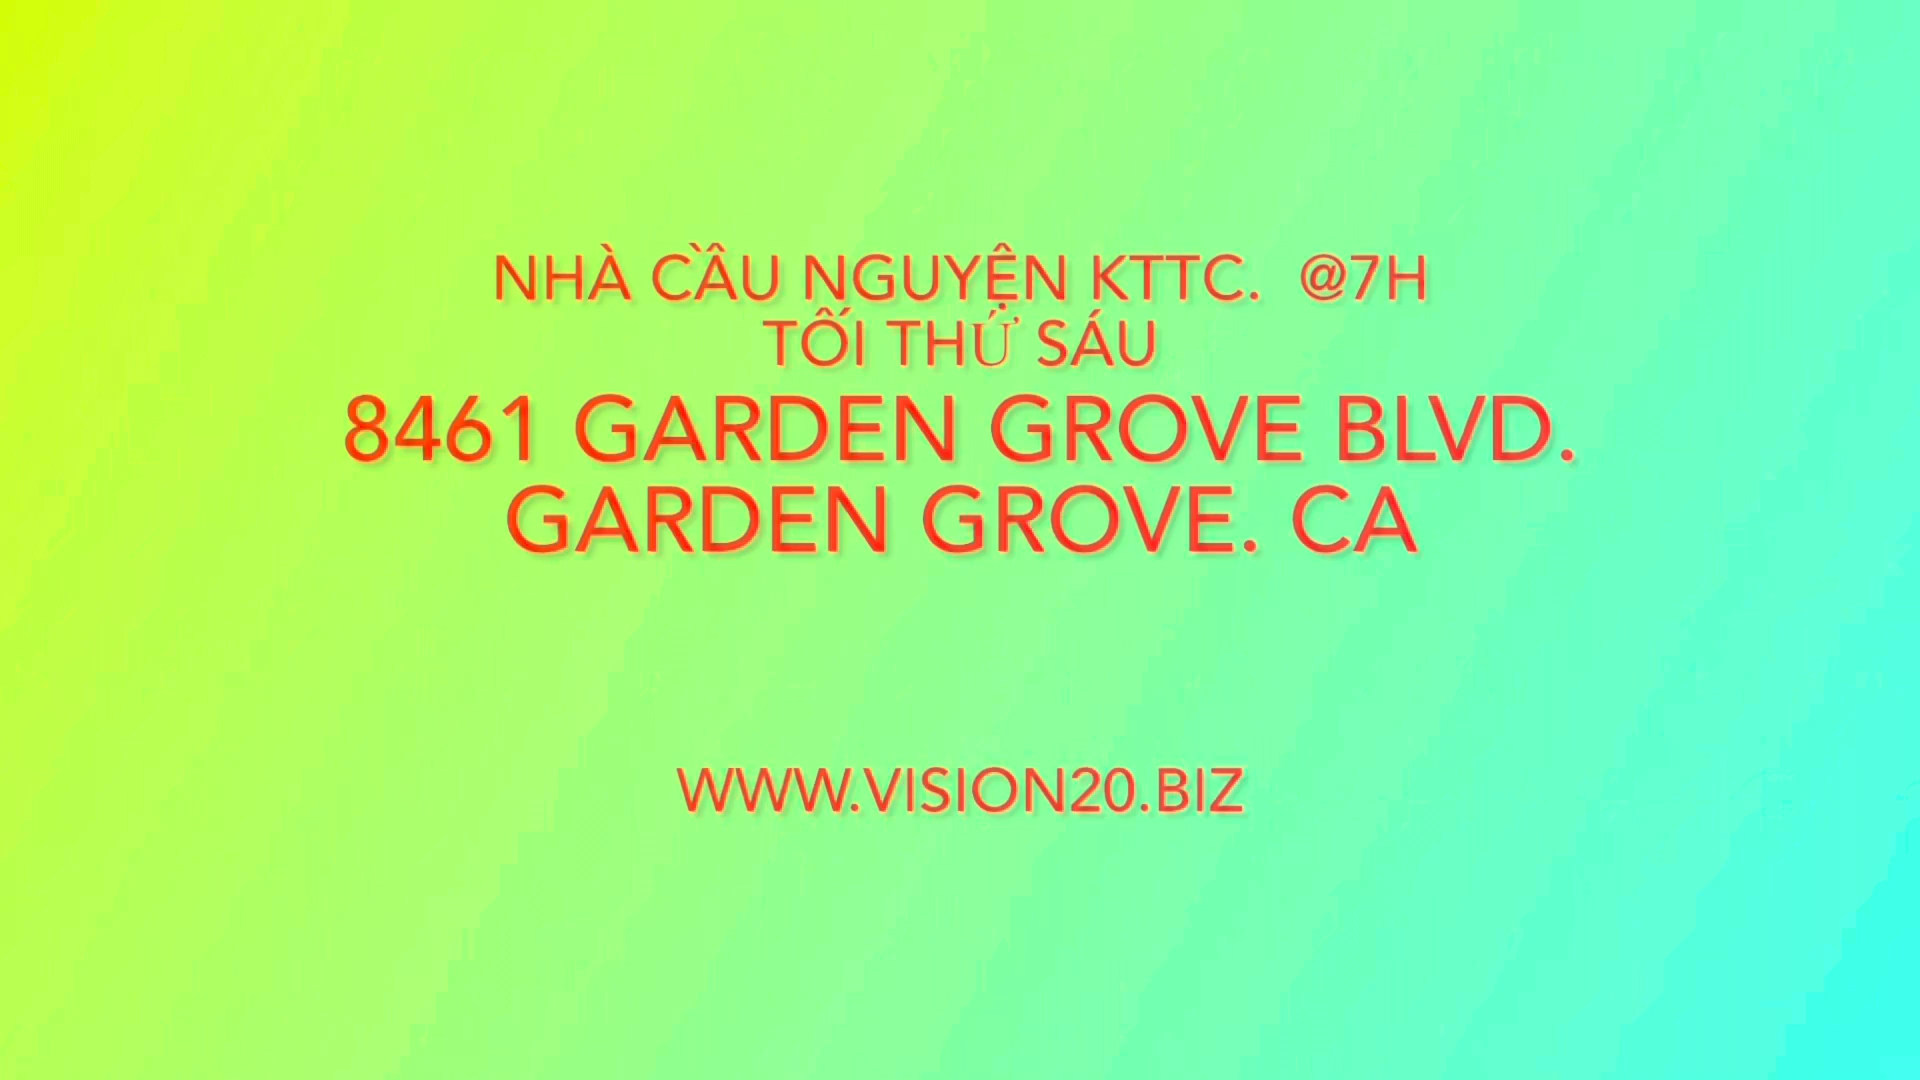 NHÀ CẦU NGUYỆN KTTC. @7H
TỐI THỨ SÁU
8461 GARDEN GROVE BLVD.
GARDEN GROVE. CA
WWW.VISION20.BIZ